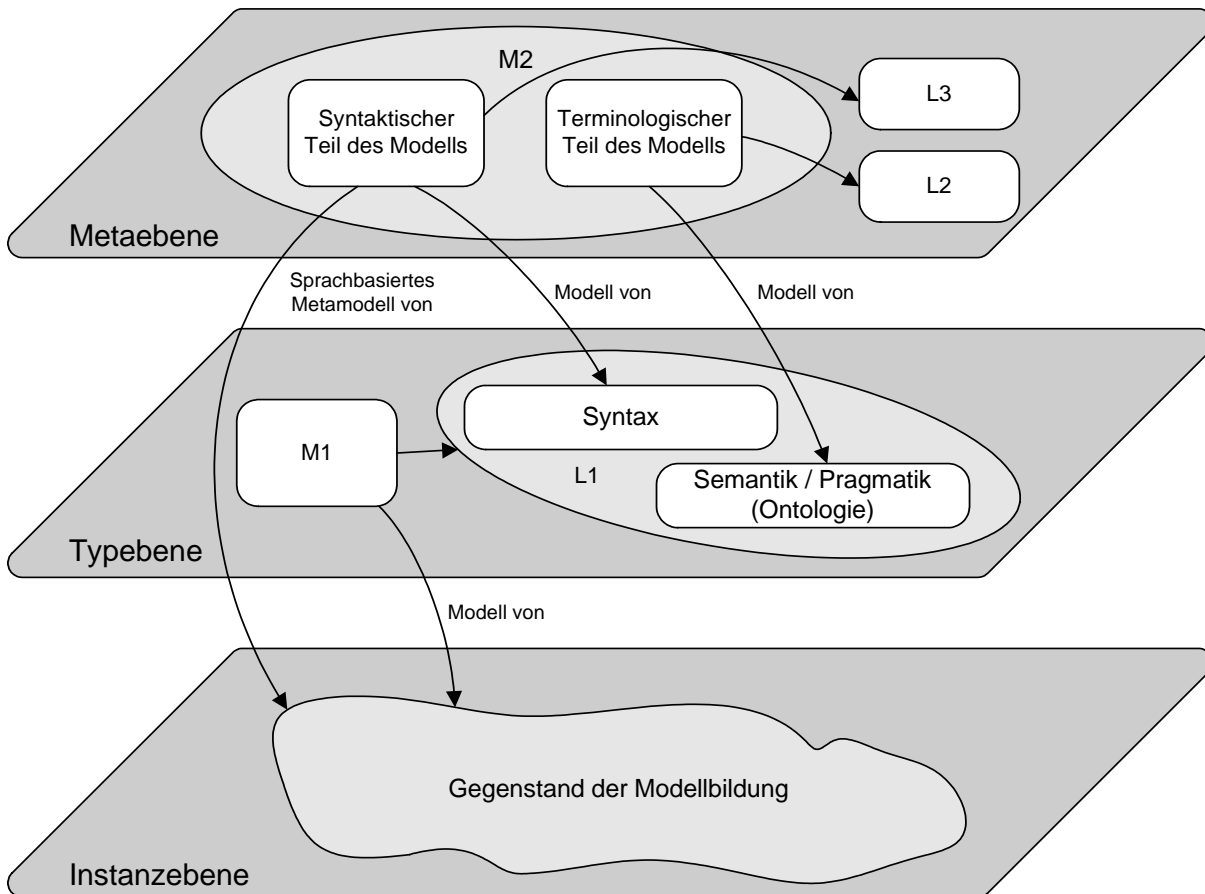 M2
Syntaktischer
Teil des Modells
Terminologischer
Teil des Modells
L3
L2
Metaebene
Sprachbasiertes
Metamodell von
Modell von
Modell von
Syntax
M1
L1
Semantik / Pragmatik
(Ontologie)
Typebene
Modell von
Gegenstand der Modellbildung
Instanzebene